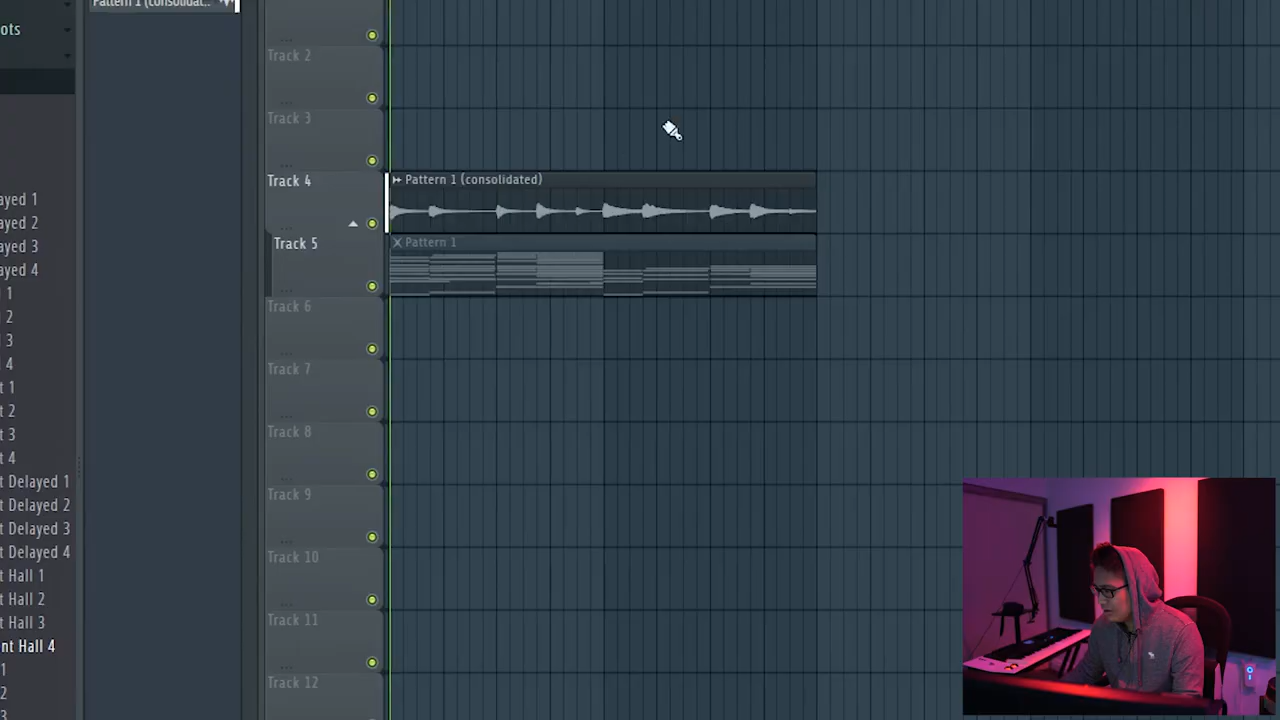 Pattern 1 (consolidat..
ots
Track 2
Track 3
Track 4
Pattern 1 (consolidated)
Track 5
Pattern 1
Track 6
Track 7
Track 8
Track 9
Track 10
Track 11
Track 12
ayed 1
ayed 2
ayed 3
ayed 4
1
2
3
4
t 1
t 2
t 3
t 4
t Delayed 1
t Delayed 2
t Delayed 3
t Delayed 4
t Hall 1
t Hall 2
t Hall 3
nt Hall 4
1
2
3